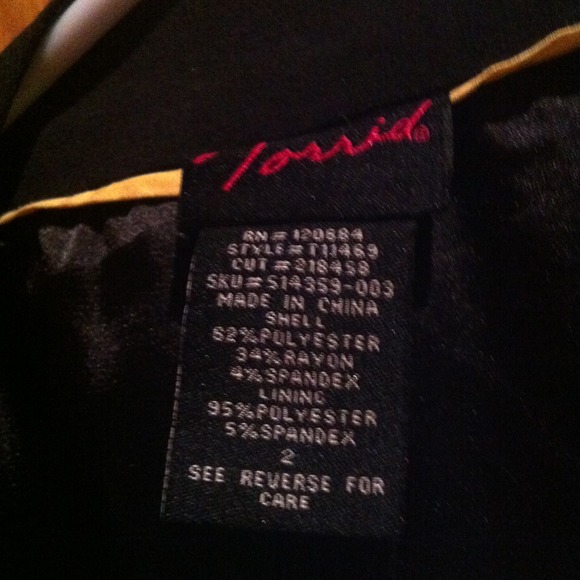 Torrid®
RN# 120684
STYLE# T11469
CUT #218458
SKU# 514359-003
MADE IN CHINA
SHELL
62%POLYESTER
34%RAYON
4%SPANDEX
LINING
95%POLYESTER
5%SPANDEX
2
SEE REVERSE FOR
CARE